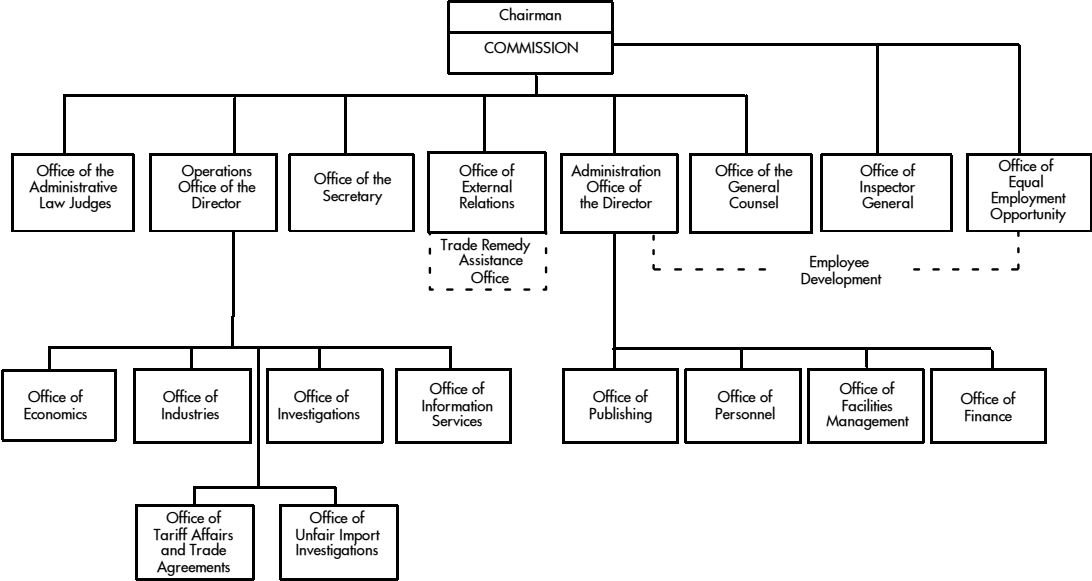 Chairman
COMMISSION
Office of the
Administrative
Law Judges
Operations
Office of the
Director
Office of the
Secretary
Office of
External
Relations
Administration
Office of
the Director
Office of the
General
Counsel
Office of
Inspector
General
Office of
Equal
Employment
Opportunity
Trade Remedy
Assistance
Office
Employee
Development
Office of
Economics
Office of
Industries
Office of
Investigations
Office of
Information
Services
Office of
Publishing
Office of
Personnel
Office of
Facilities
Management
Office of
Finance
Office of
Tariff Affairs
and Trade
Agreements
Office of
Unfair Import
Investigations